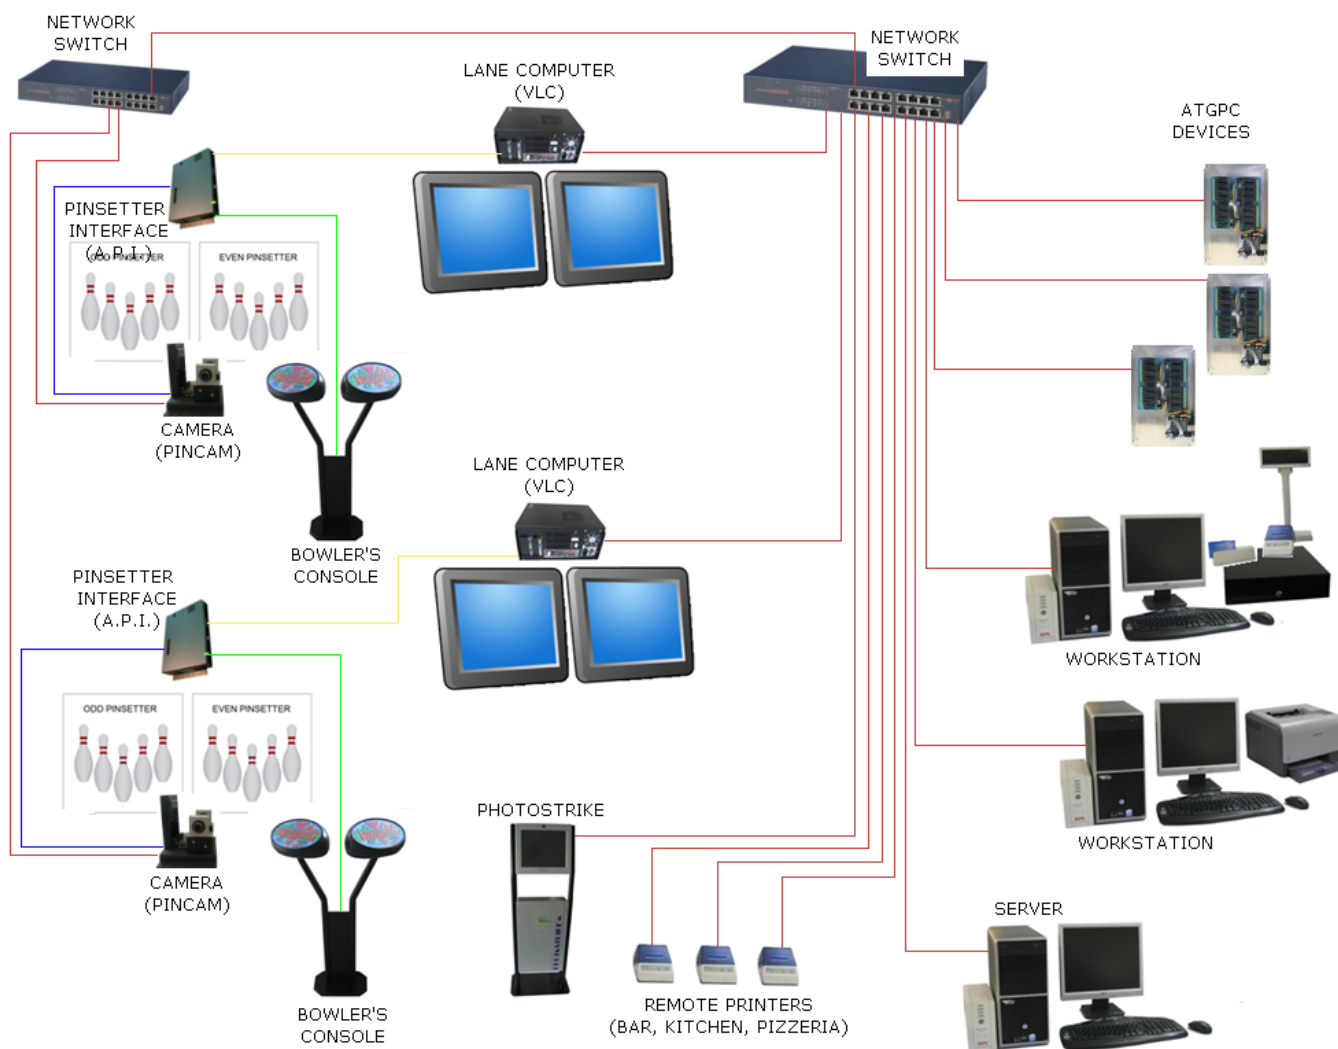 NETWORK
SWITCH
NETWORK
SWITCH
LANE COMPUTER
(VLC)
ATGPC
DEVICES
PINSETTER
INTERFACE
(A.P.I.)
ODD PINSETTER
EVEN PINSETTER
CAMERA
(PINCAM)
LANE COMPUTER
(VLC)
BOWLER'S
CONSOLE
PINSETTER
INTERFACE
(A.P.I.)
WORKSTATION
ODD PINSETTER
EVEN PINSETTER
PHOTOSTRIKE
WORKSTATION
CAMERA
(PINCAM)
SERVER
REMOTE PRINTERS
(BAR, KITCHEN, PIZZERIA)
BOWLER'S
CONSOLE